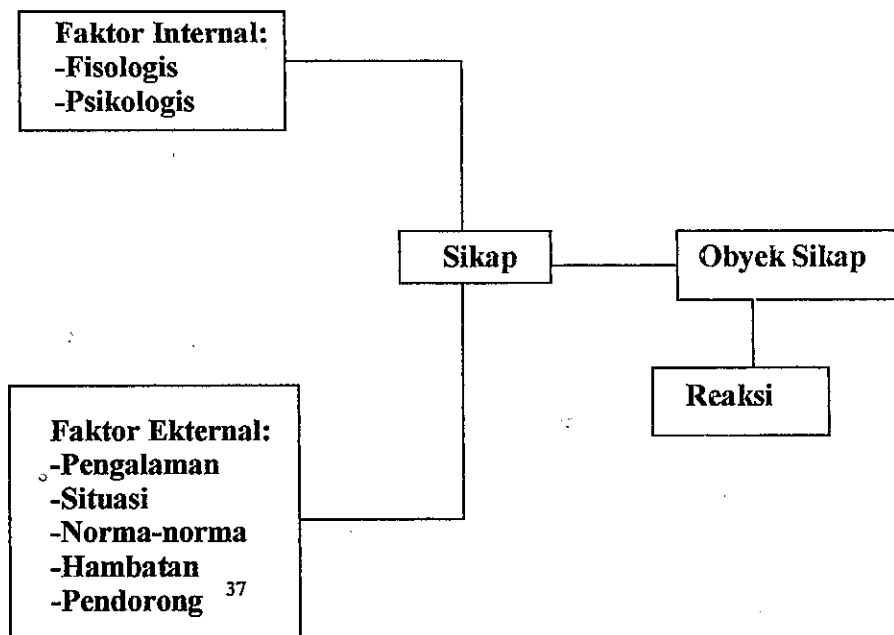 Faktor Internal:
-Fisologis
-Psikologis
Sikap
Obyek Sikap
Reaksi
Faktor Ekternal:
-Pengalaman
-Situasi
-Norma-norma
-Hambatan
-Pendorong 37